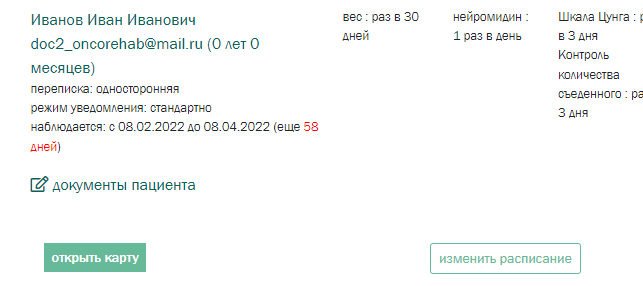 Иванов Иван Иванович
doc2_oncorehab@mail.ru (0 лет 0
месяцев)
переписка: односторонняя
режим уведомления: стандартно
наблюдается: с 08.02.2022 до 08.04.2022 (еще 58
дней)
документы пациента
вес : раз в 30
дней
нейромидин :
1 раз в день
Шкала Цунга : р
в 3 дня
Контроль
количества
съеденного : ра
3 дня
открыть карту
изменить расписание